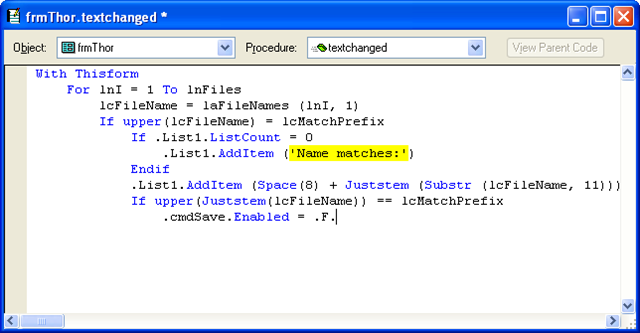 frmThor.textchanged *
Object: frmThor Procedure: textchanged View Parent Code
With Thisform
For lnI = 1 To lnFiles
lcFileName = laFileNames (lnI, 1)
If upper(lcFileName) = lcMatchPrefix
If .List1.ListCount = 0
.List1.AddItem ('Name matches:')
Endif
.List1.AddItem (Space(8) + Juststem (Substr (lcFileName, 11)))
If upper(Juststem(lcFileName)) == lcMatchPrefix
.cmdSave.Enabled = .F.